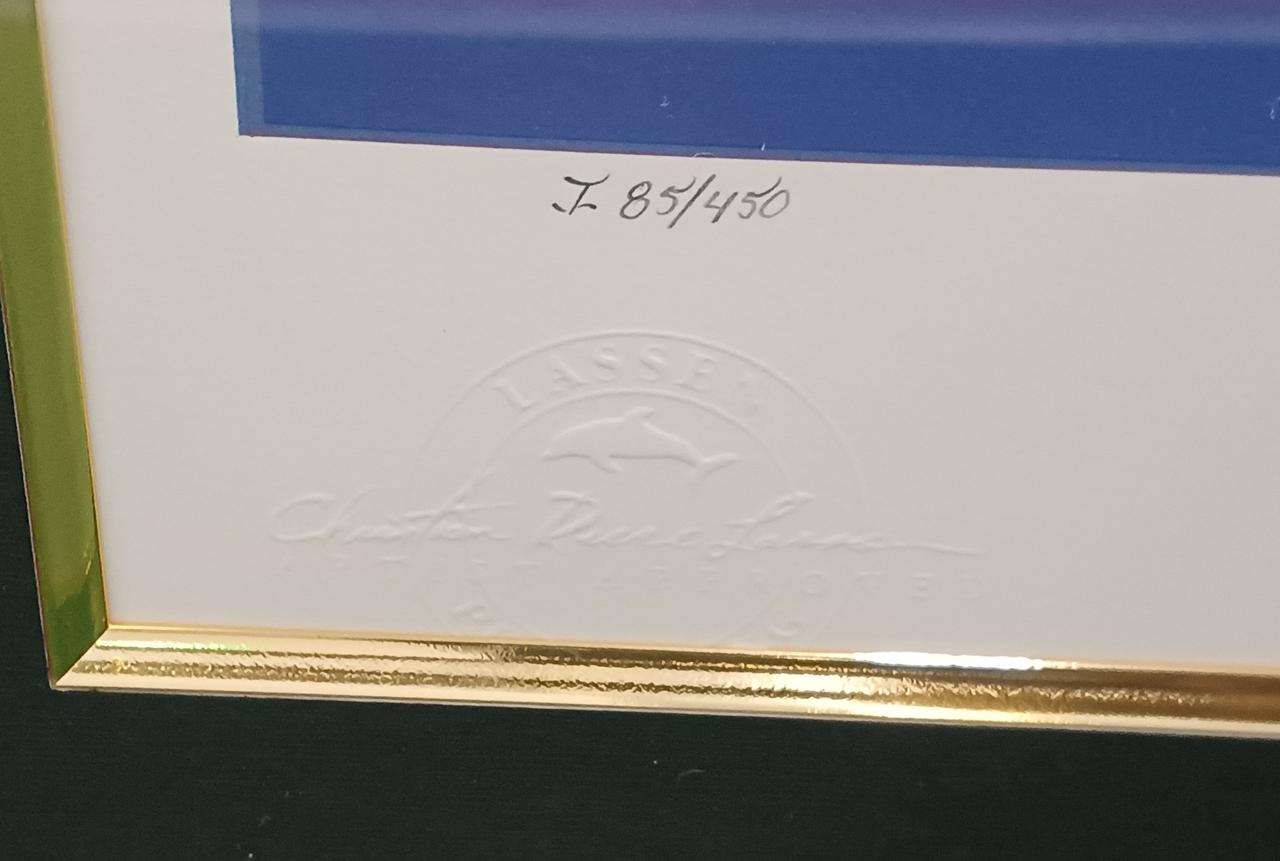 I 85/450
LASSEN
Christian Riese Lassen
ARTIST APPROVED